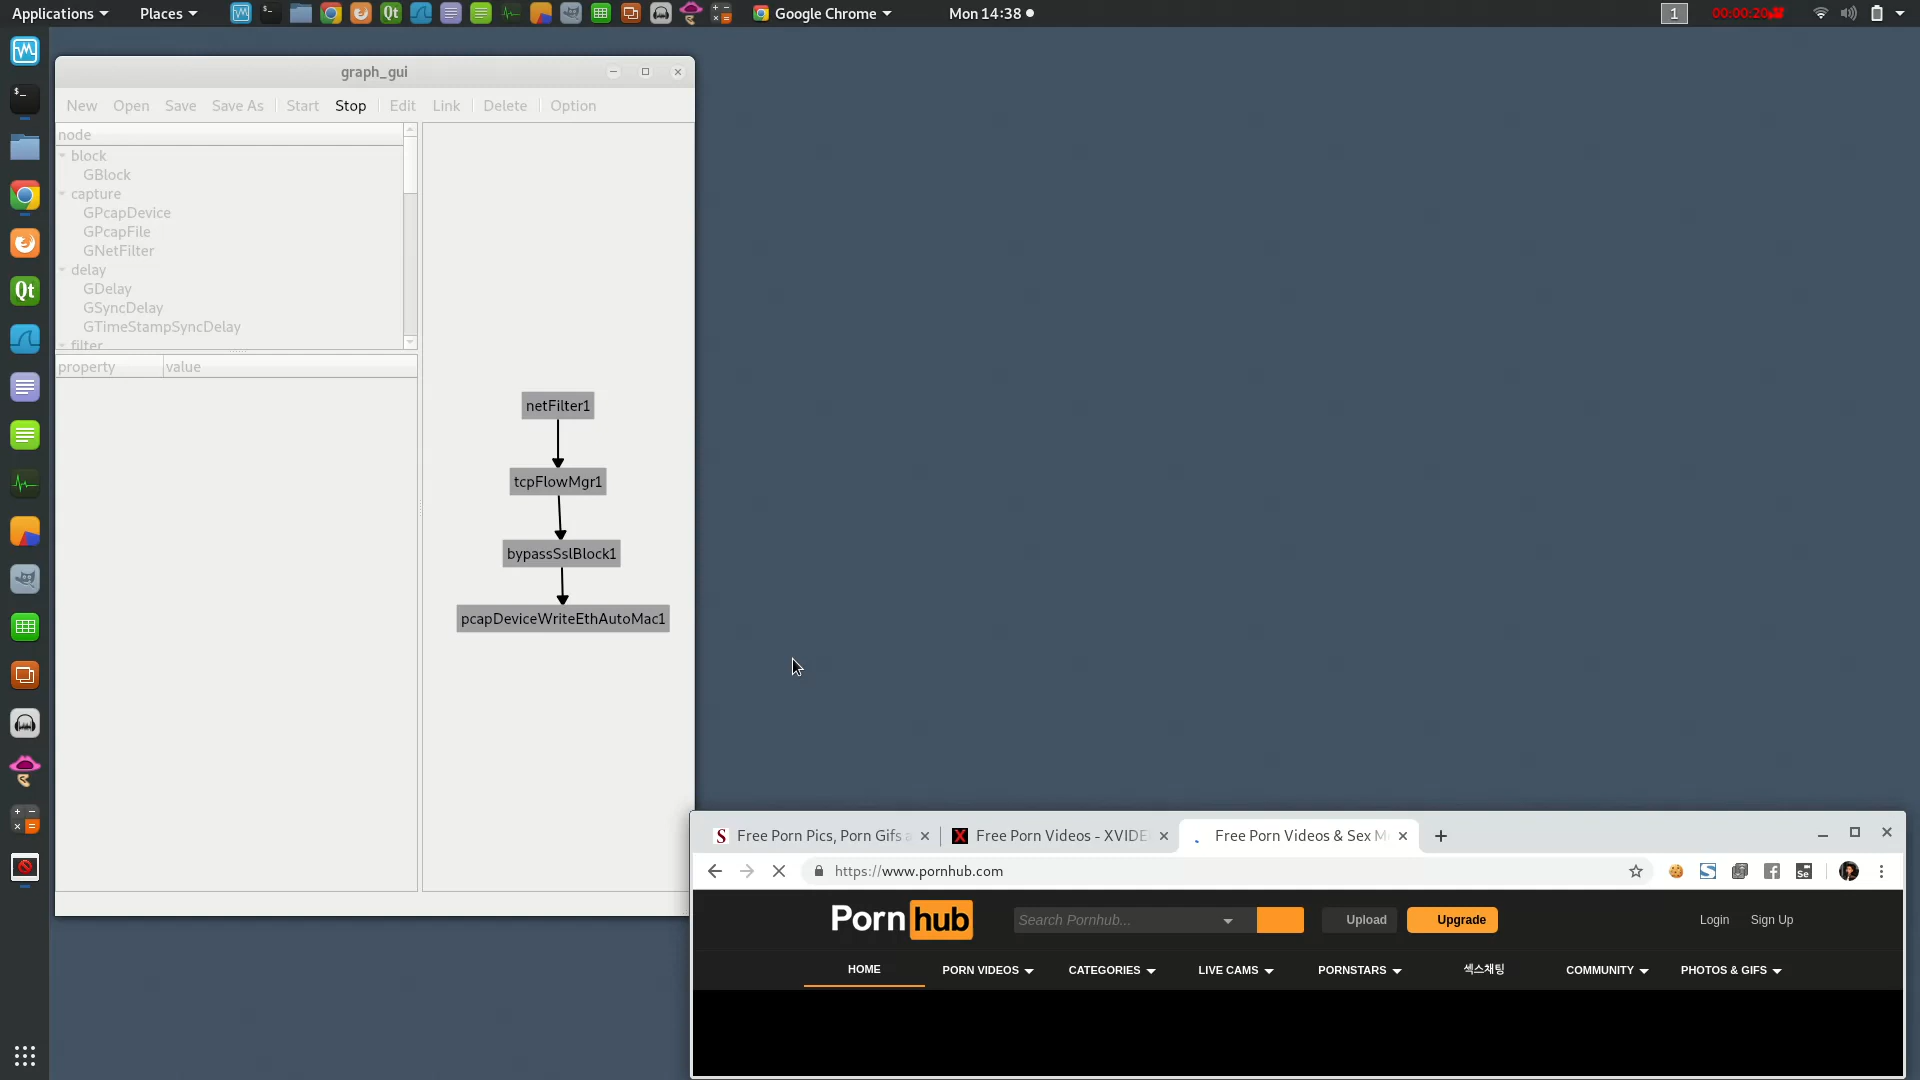 Applications Places Google Chrome Mon 14:38 1 00:00:20
graph_gui
New Open Save Save As Start Stop Edit Link Delete Option
node
block
GBlock
capture
GPcapDevice
GPcapFile
GNetFilter
delay
GDelay
GSyncDelay
GTimeStampSyncDelay
filter
property value
netFilter1
tcpFlowMgr1
bypassSslBlock1
pcapDeviceWriteEthAutoMac1
Free Porn Pics, Porn Gifs a Free Porn Videos - XVIDE Free Porn Videos & Sex M
https://www.pornhub.com
Porn hub Search Pornhub... Upload Upgrade Login Sign Up
HOME PORN VIDEOS CATEGORIES LIVE CAMS PORNSTARS 섹스채팅 COMMUNITY PHOTOS & GIFS